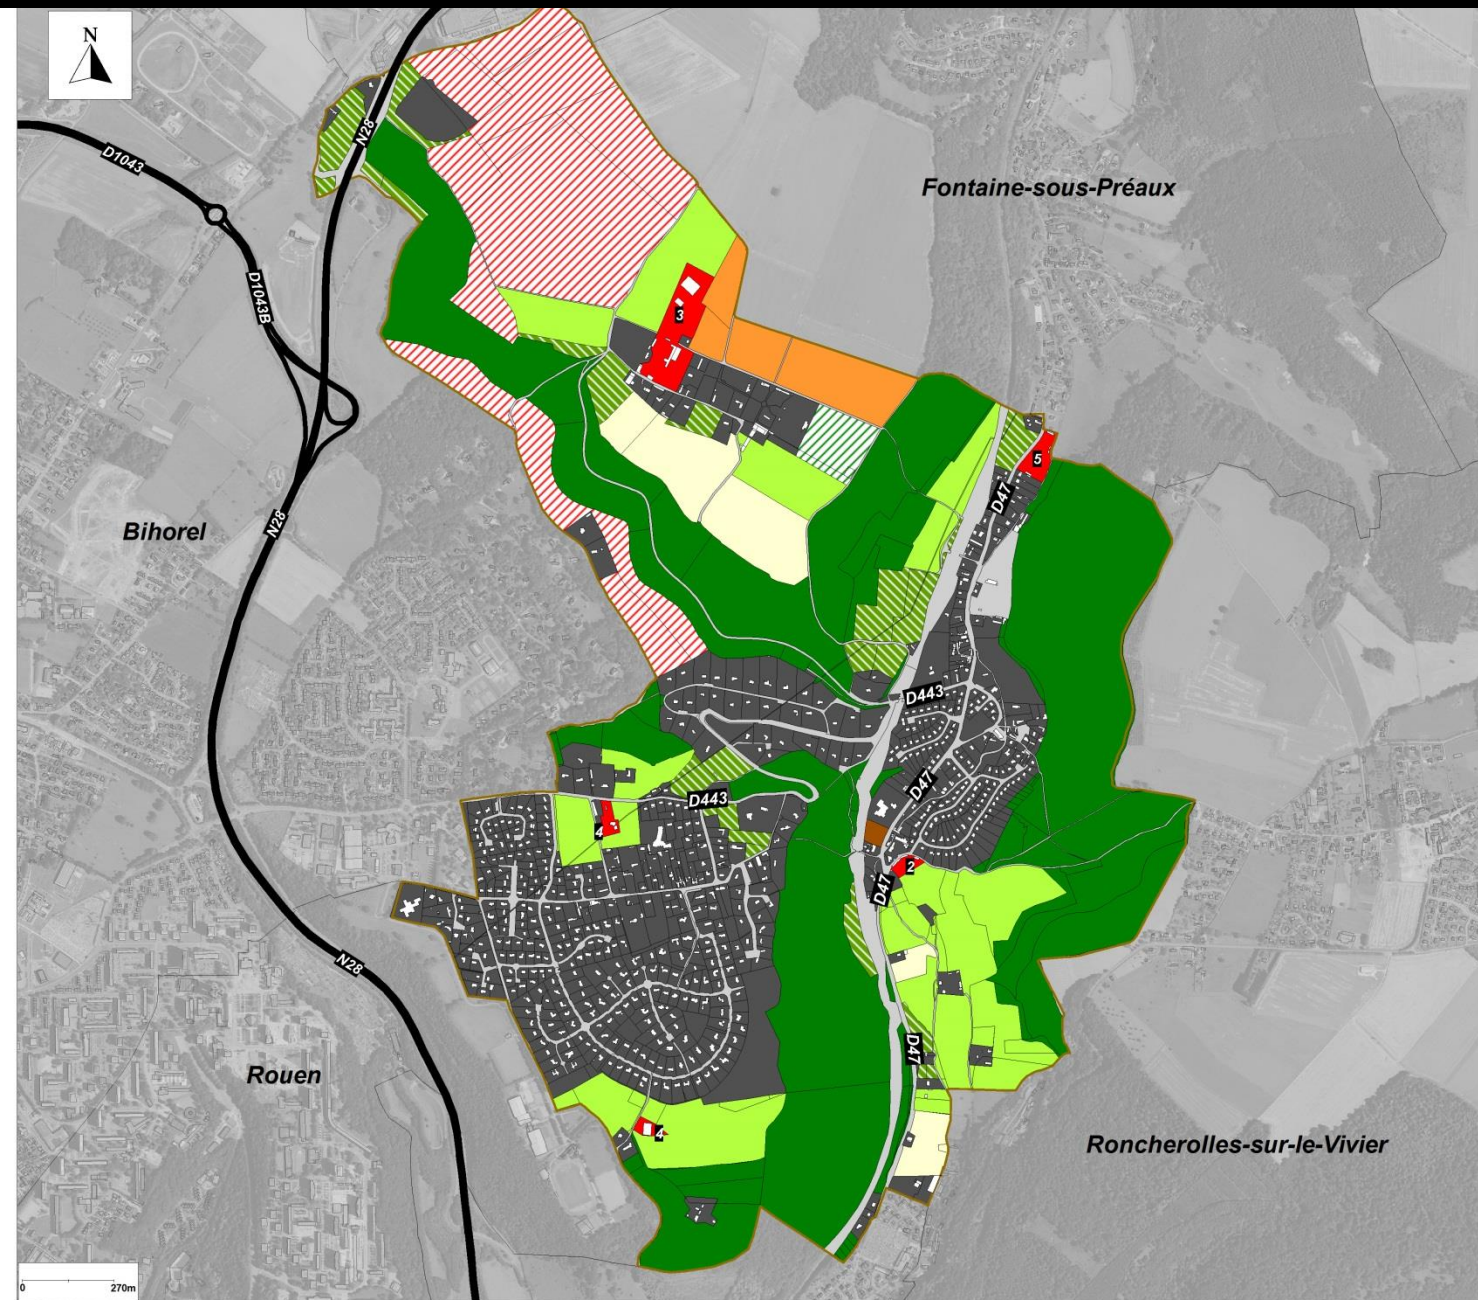 N
N28
D1043
Fontaine-sous-Préaux
D1043B
3
5
D47
Bihorel
N28
D443
D47
D443
4
2
D47
N28
D47
Rouen
4
Roncherolles-sur-le-Vivier
0 270m